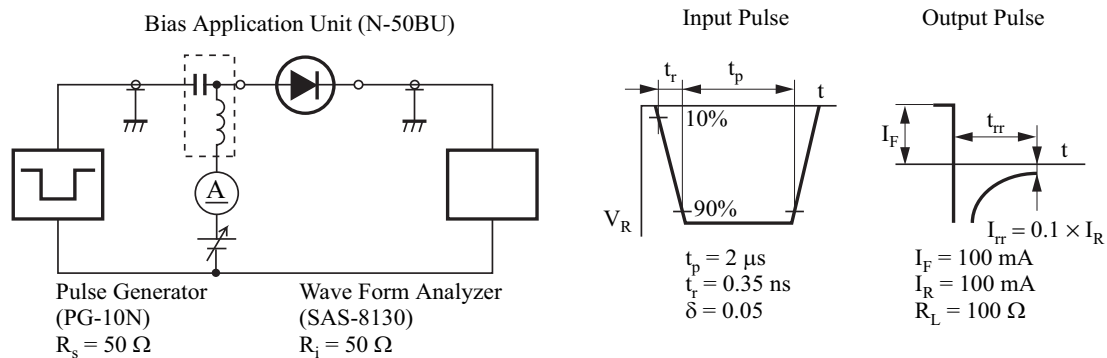 Bias Application Unit (N-50BU)
A
Pulse Generator
(PG-10N)
R_s = 50 Ω
Wave Form Analyzer
(SAS-8130)
R_i = 50 Ω
Input Pulse
t_r
t_p
t
10%
90%
V_R
t_p = 2 μs
t_r = 0.35 ns
δ = 0.05
Output Pulse
I_F
t_rr
t
I_rr = 0.1 × I_R
I_F = 100 mA
I_R = 100 mA
R_L = 100 Ω